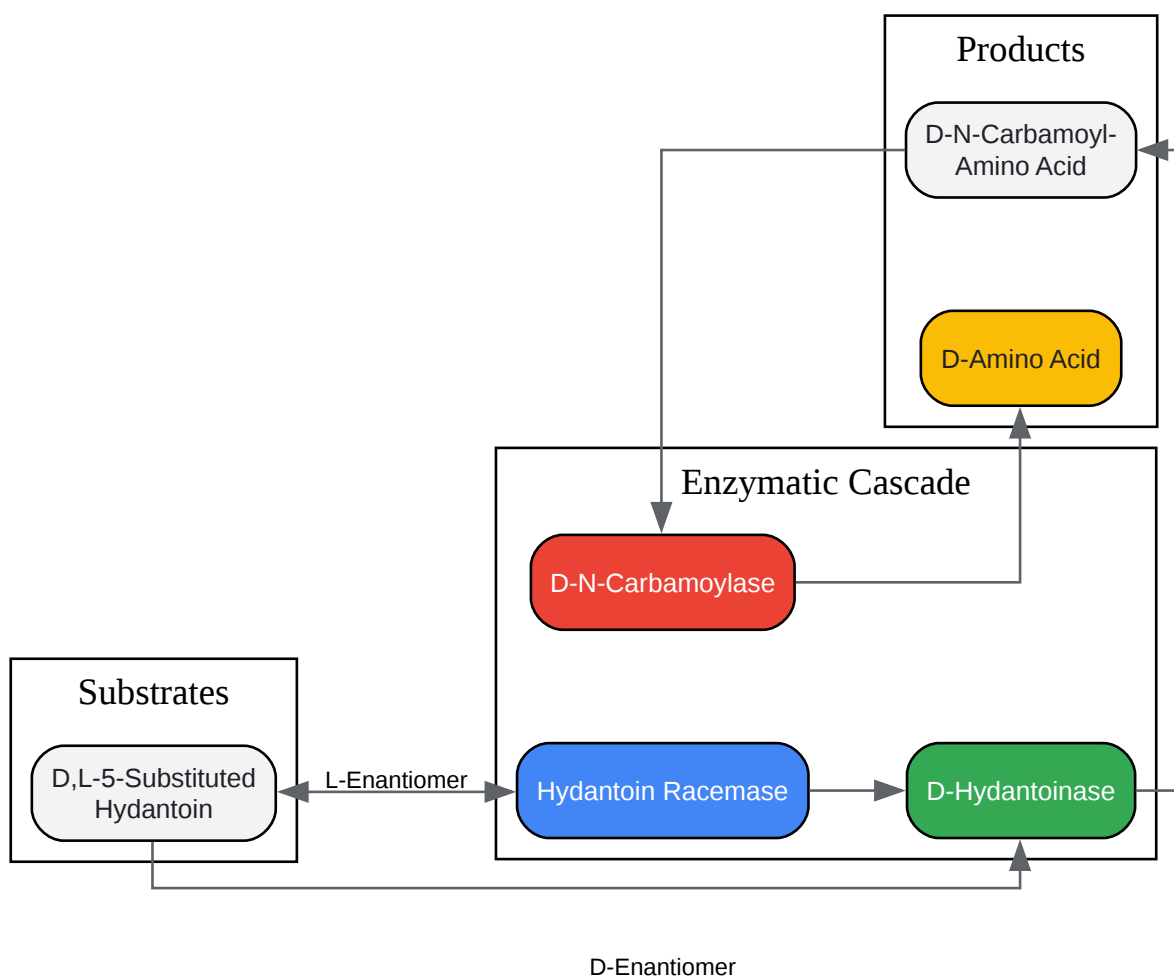 Products
D-N-Carbamoyl-
Amino Acid
D-Amino Acid
Enzymatic Cascade
D-N-Carbamoylase
Substrates
D,L-5-Substituted
Hydantoin
L-Enantiomer
Hydantoin Racemase
D-Hydantoinase
D-Enantiomer